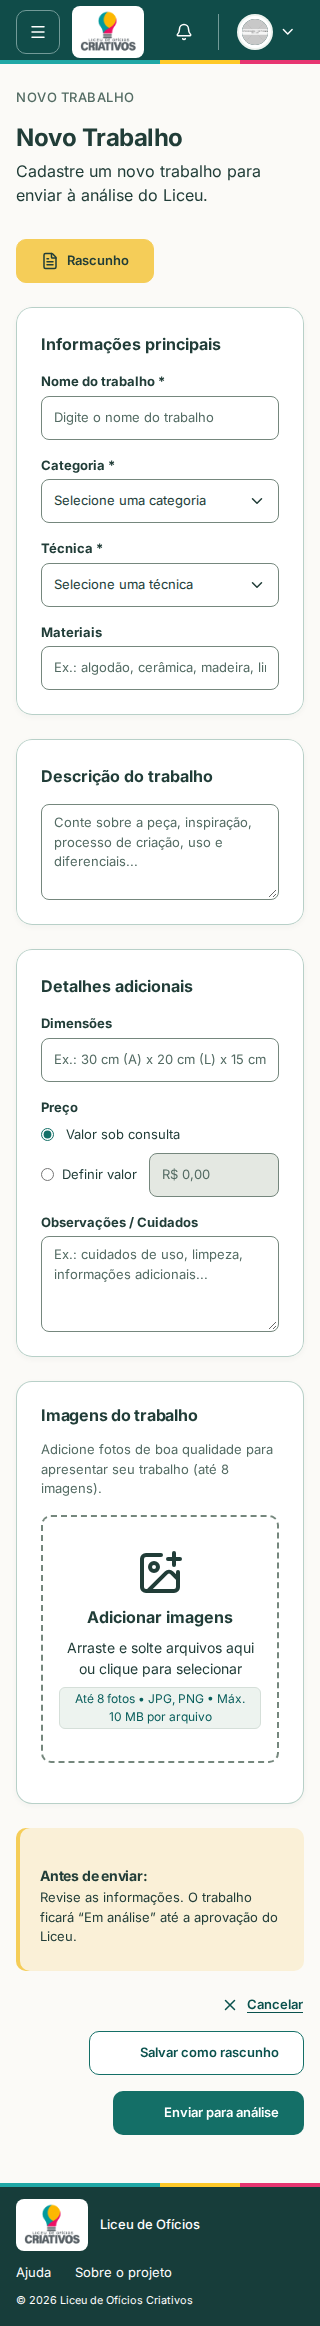 LICEU DE OFÍCIOS
CRIATIVOS
NOVO TRABALHO
Novo Trabalho
Cadastre um novo trabalho para
enviar à análise do Liceu.
Rascunho
Informações principais
Nome do trabalho *
Digite o nome do trabalho
Categoria *
Selecione uma categoria
Técnica *
Selecione uma técnica
Materiais
Ex.: algodão, cerâmica, madeira, lin
Descrição do trabalho
Conte sobre a peça, inspiração,
processo de criação, uso e
diferenciais...
Detalhes adicionais
Dimensões
Ex.: 30 cm (A) x 20 cm (L) x 15 cm
Preço
Valor sob consulta
Definir valor
R$ 0,00
Observações / Cuidados
Ex.: cuidados de uso, limpeza,
informações adicionais...
Imagens do trabalho
Adicione fotos de boa qualidade para
apresentar seu trabalho (até 8
imagens).
Adicionar imagens
Arraste e solte arquivos aqui
ou clique para selecionar
Até 8 fotos • JPG, PNG • Máx.
10 MB por arquivo
Antes de enviar:
Revise as informações. O trabalho
ficará “Em análise” até a aprovação do
Liceu.
Cancelar
Salvar como rascunho
Enviar para análise
LICEU DE OFÍCIOS
CRIATIVOS
Liceu de Ofícios
Ajuda
Sobre o projeto
© 2026 Liceu de Ofícios Criativos